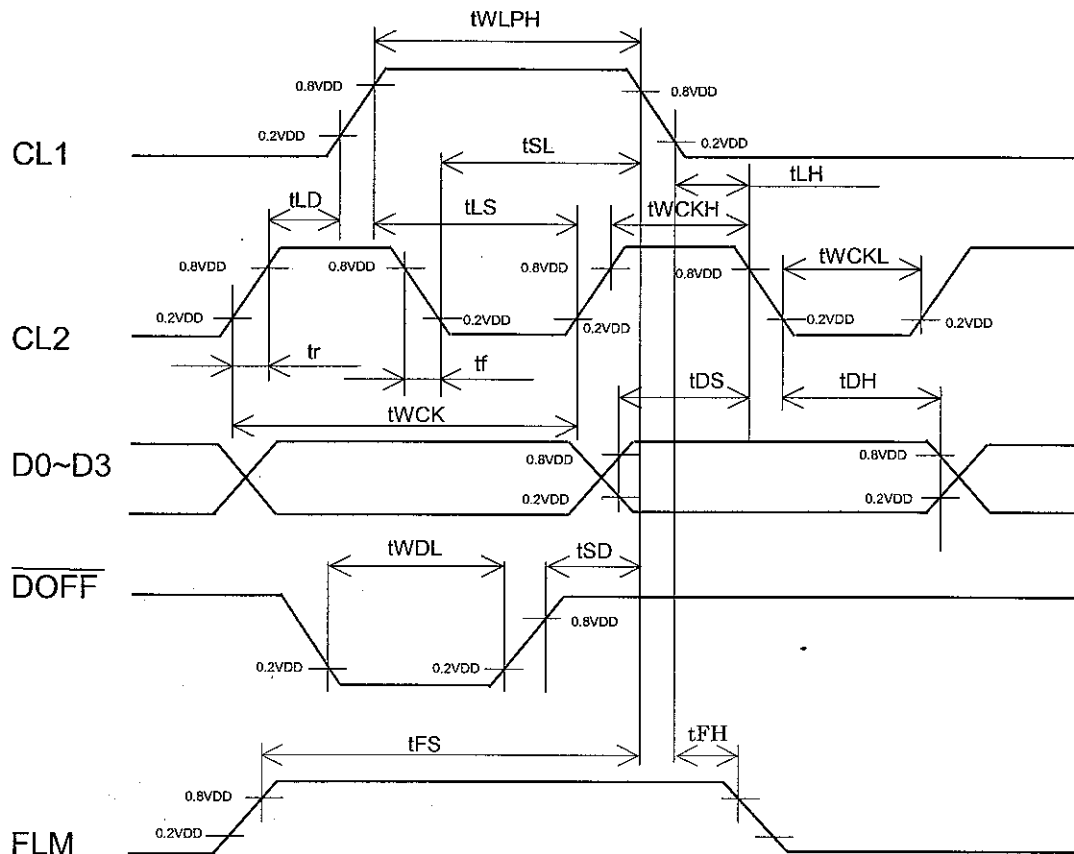 tWLPH
0.8VDD 0.8VDD
0.2VDD 0.2VDD
CL1
tSL
tLH
tLD tLS tWCKH
0.8VDD 0.8VDD 0.8VDD 0.8VDD tWCKL
0.2VDD 0.2VDD 0.2VDD 0.2VDD 0.2VDD
CL2
tr tf
tDS tDH
tWCK
D0~D3
0.8VDD 0.8VDD
0.2VDD 0.2VDD
tWDL tSD
DOFF
0.8VDD
0.2VDD 0.2VDD
tFS tFH
0.8VDD
0.2VDD
FLM